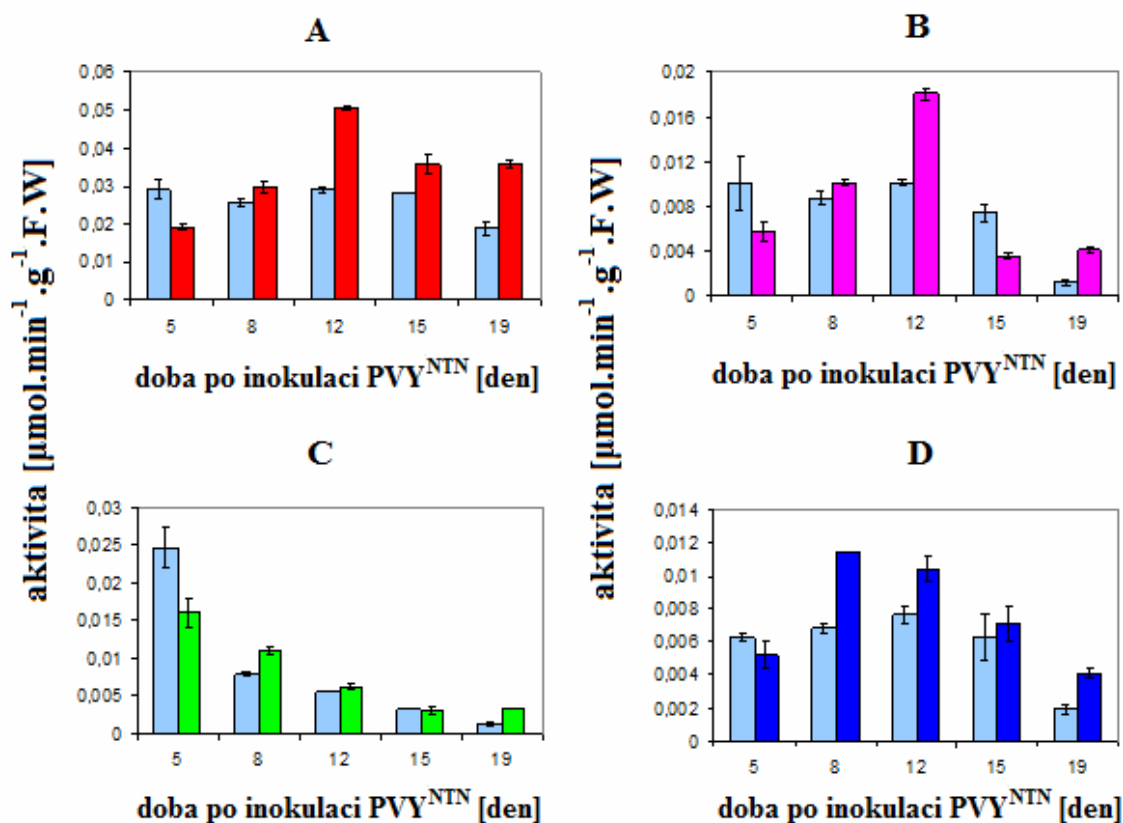 A
aktivita [µmol.min⁻¹.g⁻¹.F.W]
0,06
0,05
0,04
0,03
0,02
0,01
0
5 8 12 15 19
doba po inokulaci PVY^NTN [den]
B
aktivita [µmol.min⁻¹.g⁻¹.F.W]
0,02
0,016
0,012
0,008
0,004
0
5 8 12 15 19
doba po inokulaci PVY^NTN [den]
C
0,03
0,025
0,02
0,015
0,01
0,005
0
5 8 12 15 19
doba po inokulaci PVY^NTN [den]
D
0,014
0,012
0,01
0,008
0,006
0,004
0,002
0
5 8 12 15 19
doba po inokulaci PVY^NTN [den]